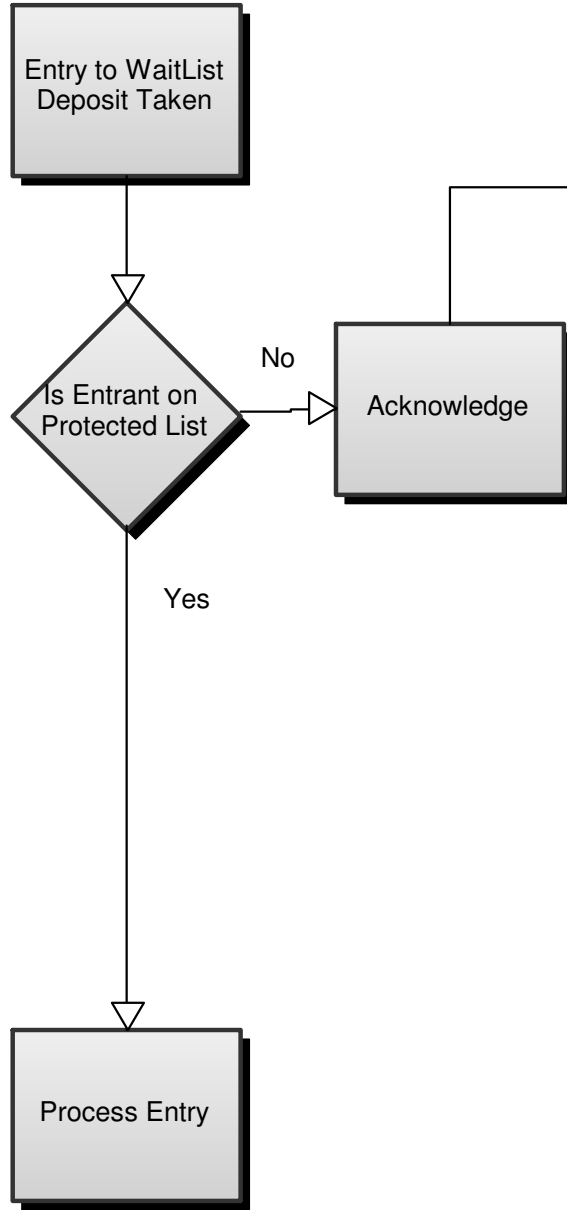 Entry to WaitList
Deposit Taken
Is Entrant on
Protected List
No
Acknowledge
Yes
Process Entry